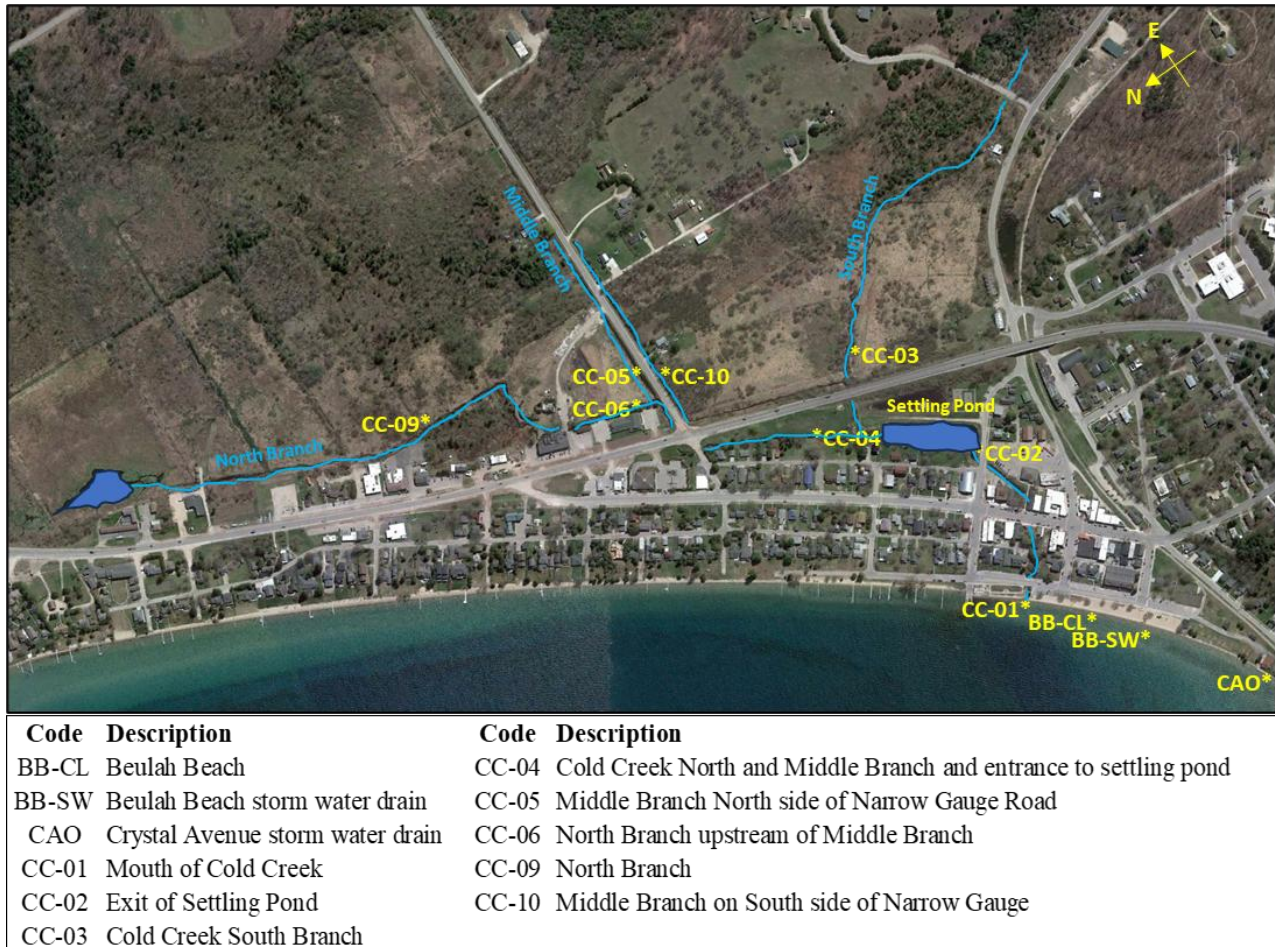 E
N
Middle Branch
South Branch
*CC-03
CC-05*
*CC-10
CC-06*
Settling Pond
CC-09*
*CC-04
North Branch
*CC-02
CC-01*
BB-CL*
BB-SW*
CAO*
Code Description Code Description
BB-CL Beulah Beach CC-04 Cold Creek North and Middle Branch and entrance to settling pond
BB-SW Beulah Beach storm water drain CC-05 Middle Branch North side of Narrow Gauge Road
CAO Crystal Avenue storm water drain CC-06 North Branch upstream of Middle Branch
CC-01 Mouth of Cold Creek CC-09 North Branch
CC-02 Exit of Settling Pond CC-10 Middle Branch on South side of Narrow Gauge
CC-03 Cold Creek South Branch